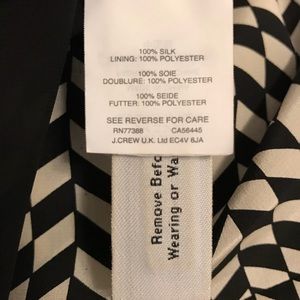 100% SILK
LINING: 100% POLYESTER
100% SOIE
DOUBLURE: 100% POLYESTER
100% SEIDE
FUTTER: 100% POLYESTER
SEE REVERSE FOR CARE
RN77388 CA56445
J.CREW U.K. Ltd EC4V 6JA
Remove Befo
Wearing or Wa